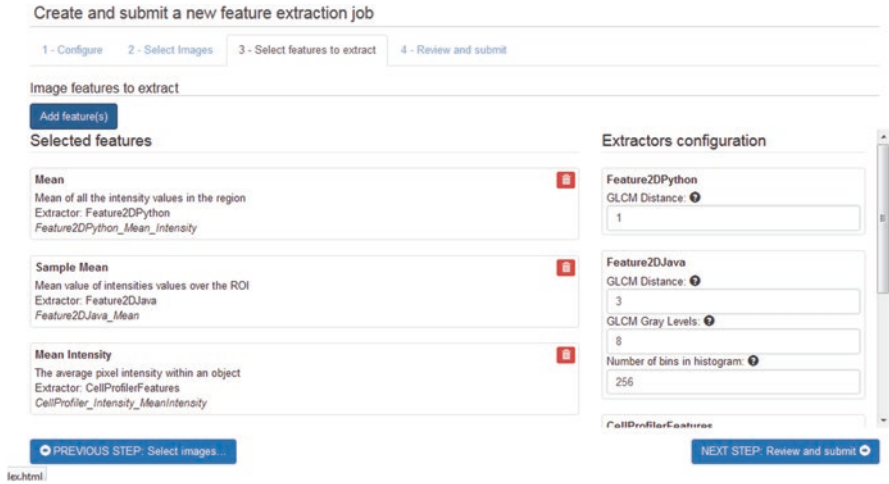 Create and submit a new feature extraction job
1 - Configure 2 - Select Images 3 - Select features to extract 4 - Review and submit
Image features to extract
Add feature(s)
Selected features
Mean
Mean of all the intensity values in the region
Extractor: Feature2DPython
Feature2DPython_Mean_Intensity
Sample Mean
Mean value of intensities values over the ROI
Extractor: Feature2DJava
Feature2DJava_Mean
Mean Intensity
The average pixel intensity within an object
Extractor: CellProfilerFeatures
CellProfiler_Intensity_MeanIntensity
Extractors configuration
Feature2DPython
GLCM Distance:
1
Feature2DJava
GLCM Distance:
3
GLCM Gray Levels:
8
Number of bins in histogram:
256
CellProfilerFeatures
PREVIOUS STEP: Select images...
NEXT STEP: Review and submit
lex.html